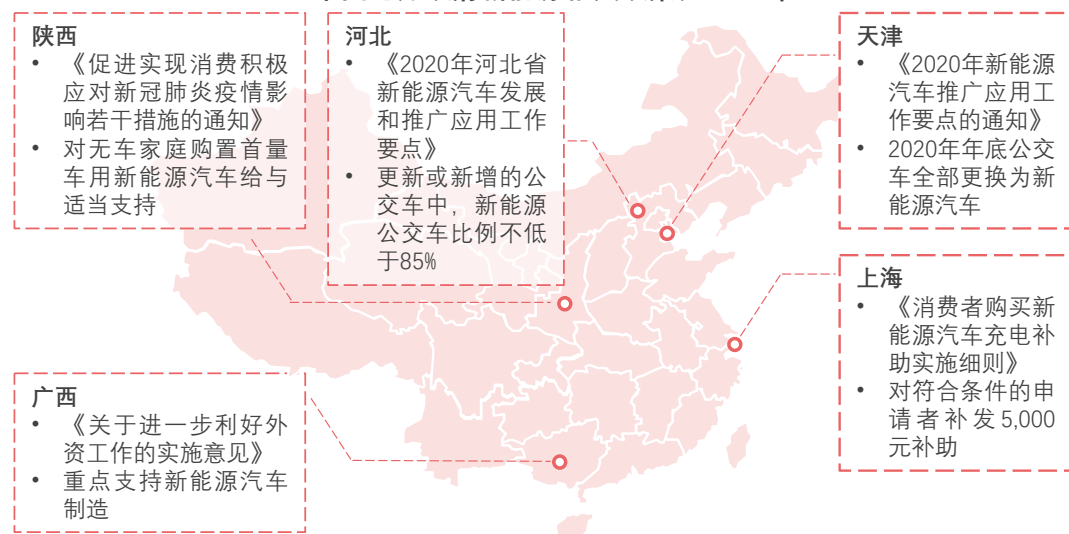 陕西
• 《促进实现消费积极
应对新冠肺炎疫情影
响若干措施的通知》
• 对无车家庭购置首量
车用新能源汽车给与
适当支持
河北
• 《2020年河北省
新能源汽车发展
和推广应用工作
要点》
• 更新或新增的公
交车中，新能源
公交车比例不低
于85%
天津
• 《2020年新能源
汽车推广应用工
作要点的通知》
• 2020年年底公交
车全部更换为新
能源汽车
上海
• 《消费者购买新
能源汽车充电补
助实施细则》
• 对符合条件的申
请者补发5,000
元补助
广西
• 《关于进一步利好外
资工作的实施意见》
• 重点支持新能源汽车
制造